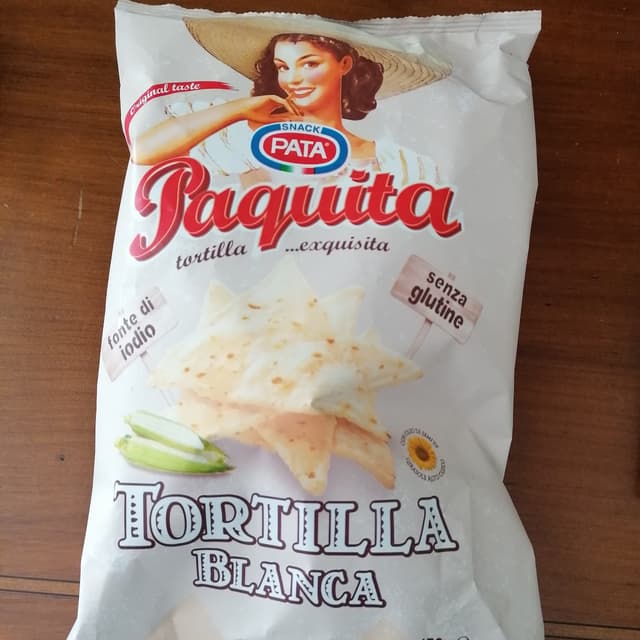 Original taste
SNACK
PATA®
Paquita
tortilla ...exquisita
senza
glutine
fonte di
iodio
TORTILLA
BLANCA